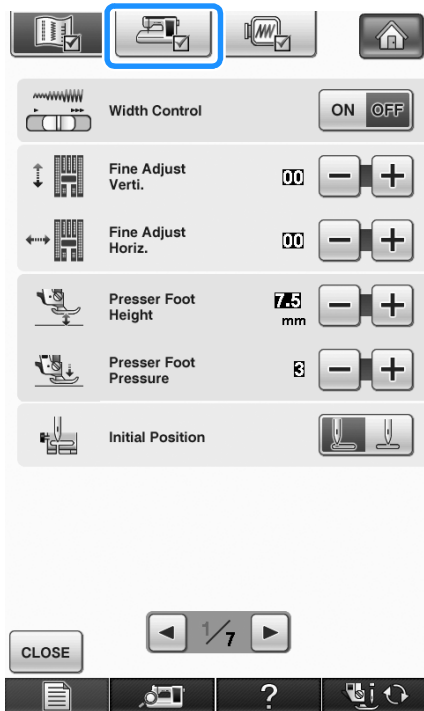 Width Control
ON OFF
Fine Adjust
Verti.
00
Fine Adjust
Horiz.
00
Presser Foot
Height
7.5
mm
Presser Foot
Pressure
3
Initial Position
CLOSE
1/7
?